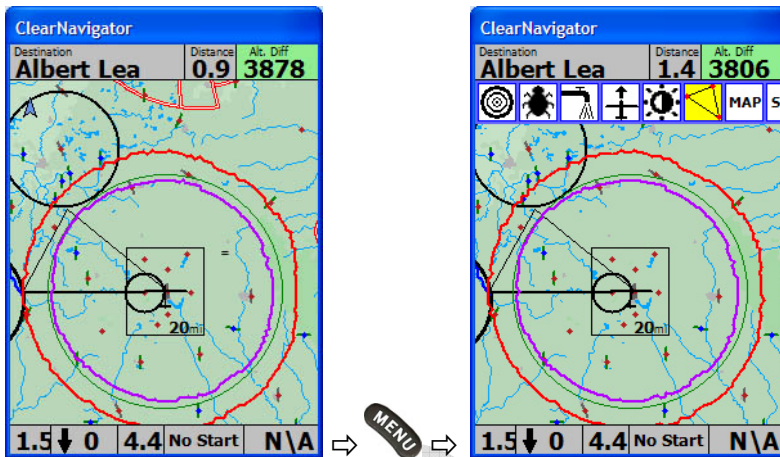 ClearNavigator
Destination Distance Alt. Diff
Albert Lea 0.9 3878
=
20mi
1.5 0 4.4 No Start N\A
MENU
ClearNavigator
Destination Distance Alt. Diff
Albert Lea 1.4 3806
MAP S
20mi
1.5 0 4.4 No Start N\A